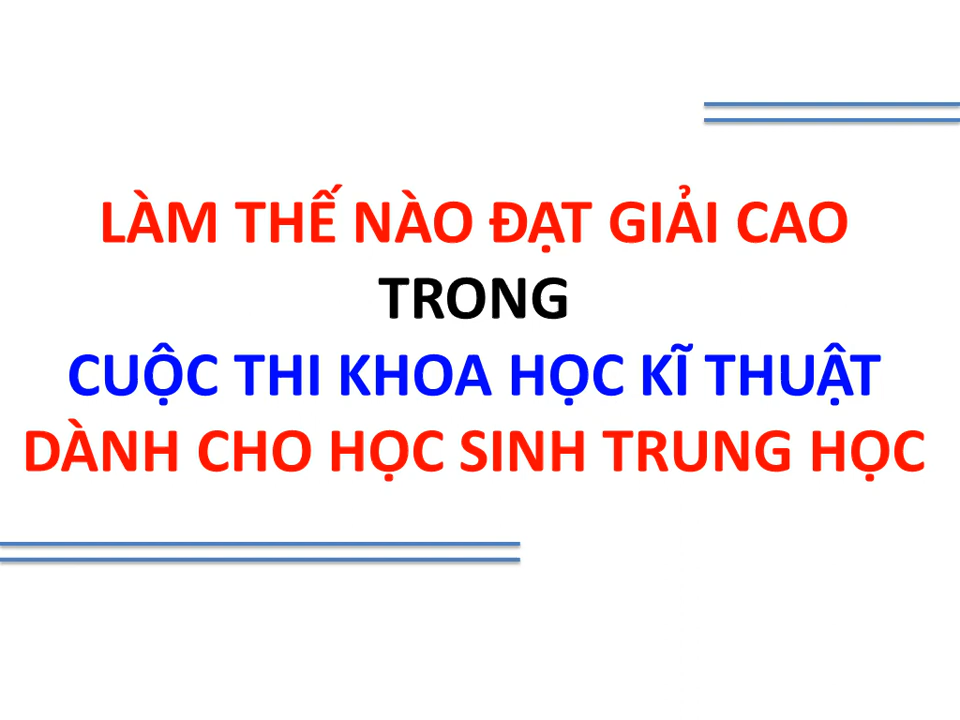 LÀM THẾ NÀO ĐẠT GIẢI CAO
TRONG
CUỘC THI KHOA HỌC KĨ THUẬT
DÀNH CHO HỌC SINH TRUNG HỌC